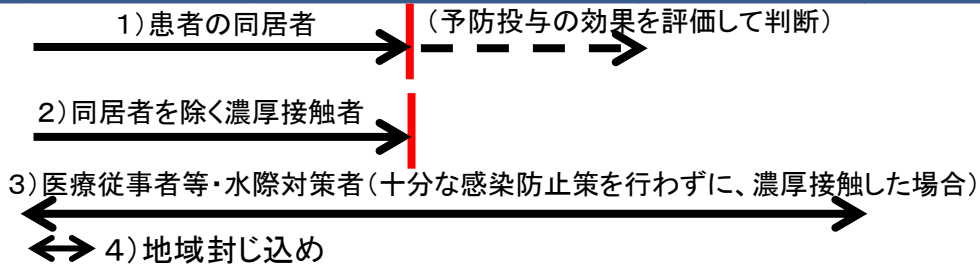 1)患者の同居者
(予防投与の効果を評価して判断)
2)同居者を除く濃厚接触者
3)医療従事者等・水際対策者(十分な感染防止策を行わずに、濃厚接触した場合)
4)地域封じ込め